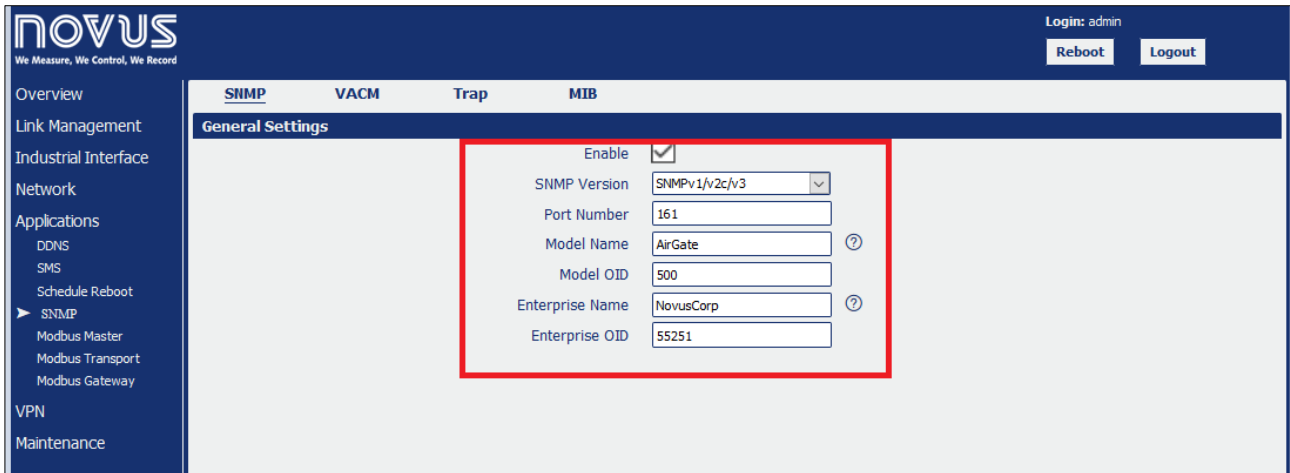 NOVUS
We Measure, We Control, We Record
Login: admin
Reboot Logout
Overview
Link Management
Industrial Interface
Network
Applications
DDNS
SMS
Schedule Reboot
➤ SNMP
Modbus Master
Modbus Transport
Modbus Gateway
VPN
Maintenance
SNMP VACM Trap MIB
General Settings
Enable
SNMP Version SNMPv1/v2c/v3
Port Number 161
Model Name AirGate ?
Model OID 500
Enterprise Name NovusCorp ?
Enterprise OID 55251